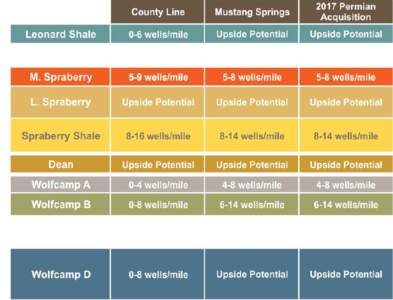 County Line Mustang Springs 2017 Permian Acquisition
Leonard Shale 0-6 wells/mile Upside Potential Upside Potential
M. Spraberry 5-9 wells/mile 5-8 wells/mile 5-8 wells/mile
L. Spraberry Upside Potential Upside Potential Upside Potential
Spraberry Shale 8-16 wells/mile 8-14 wells/mile 8-14 wells/mile
Dean Upside Potential Upside Potential Upside Potential
Wolfcamp A 0-4 wells/mile 4-8 wells/mile 4-8 wells/mile
Wolfcamp B 0-8 wells/mile 6-14 wells/mile 6-14 wells/mile
Wolfcamp D 0-8 wells/mile Upside Potential Upside Potential